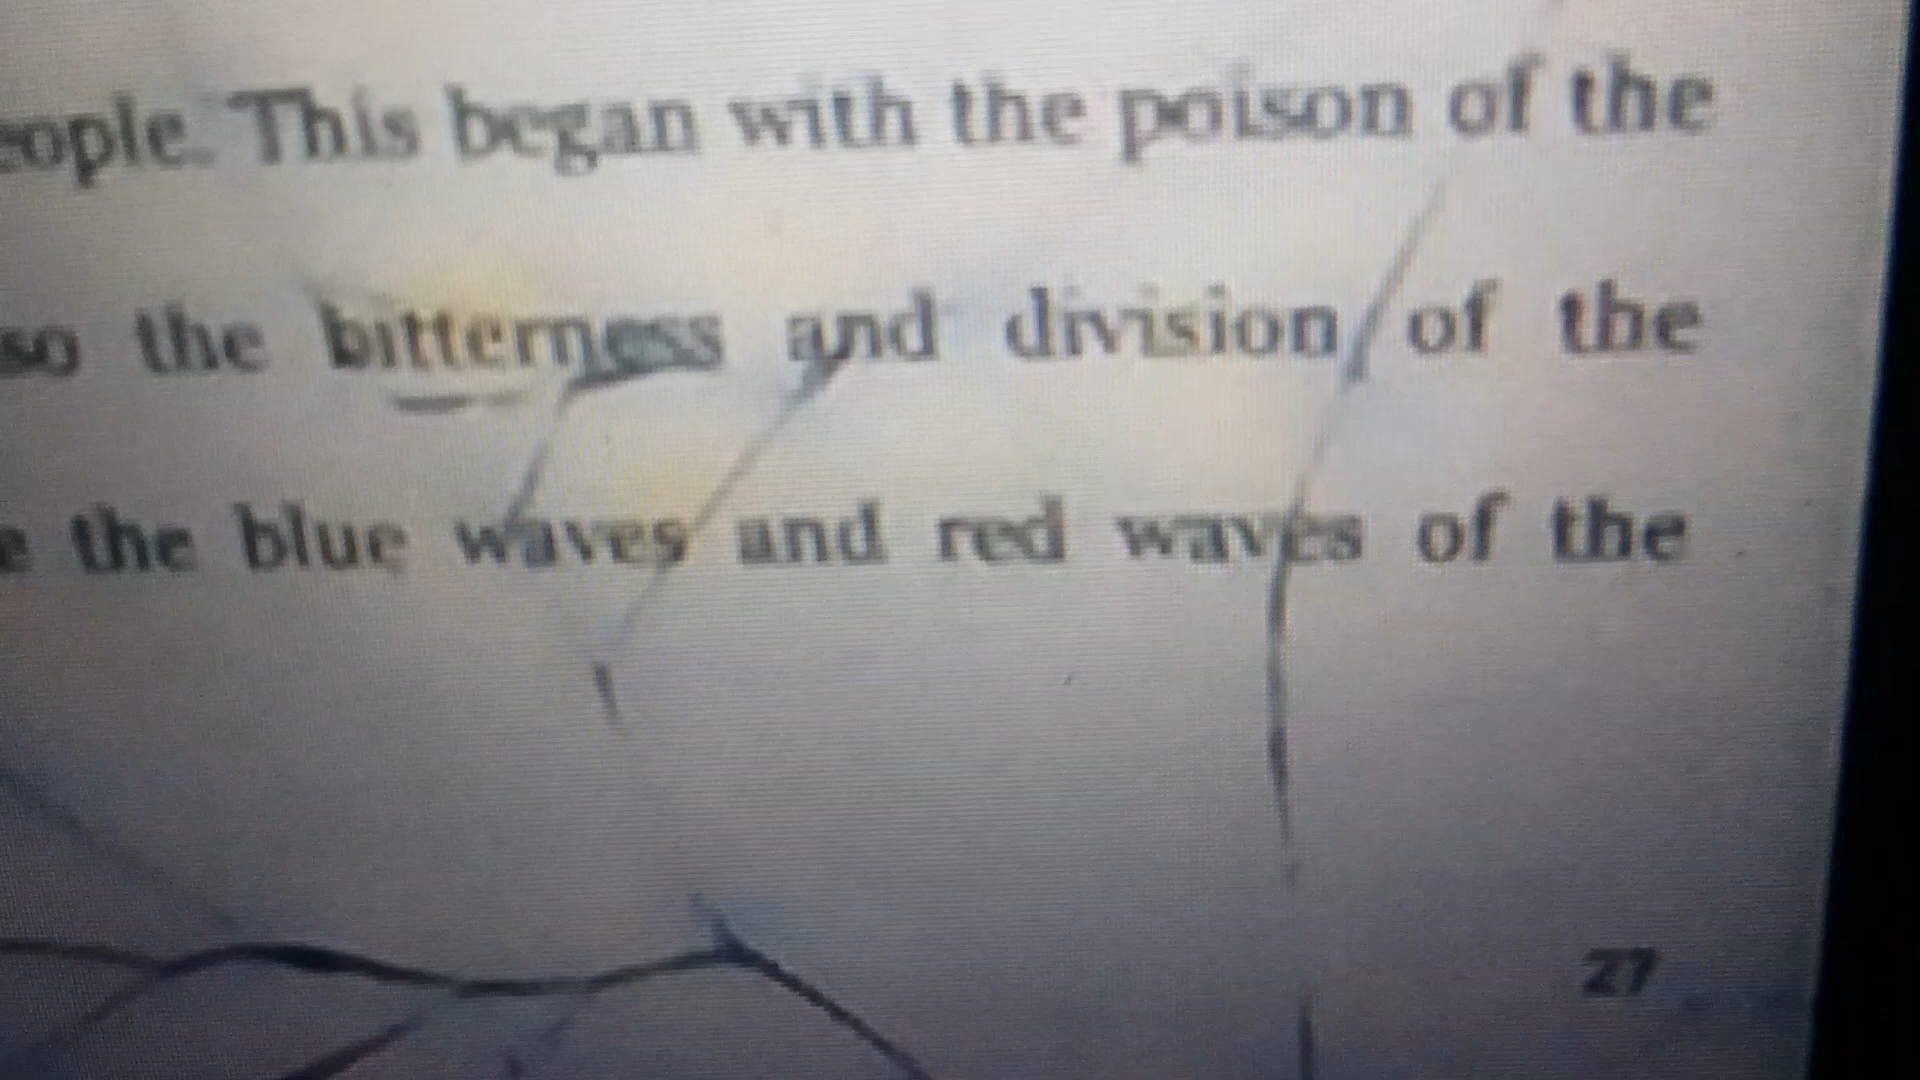 eople. This began with the poison of the
so the bitterness and division of the
e the blue waves and red waves of the
27